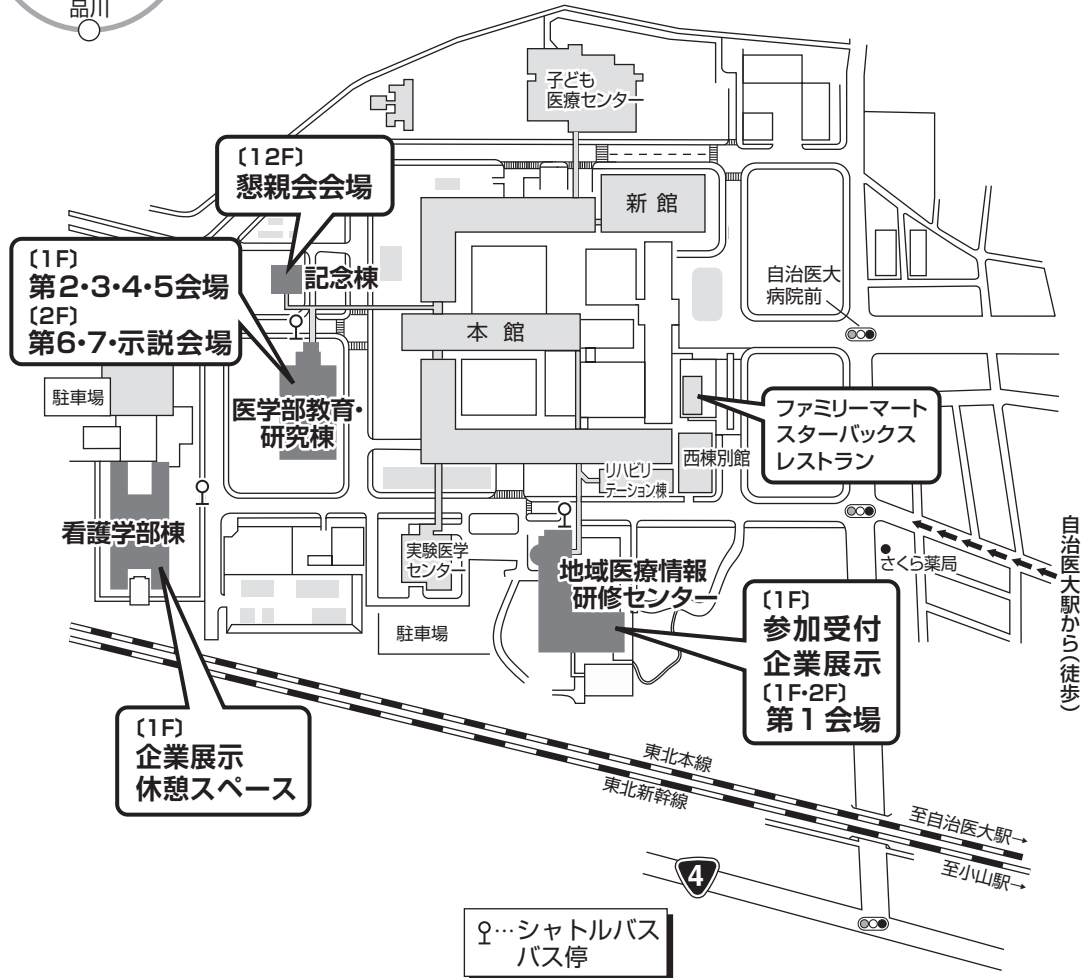 品川
子ども
医療センター
〔12F〕
懇親会会場
新館
〔1F〕
第2・3・4・5会場
〔2F〕
第6・7・示説会場
記念棟
自治医大
病院前
本館
駐車場
医学部教育・
研究棟
ファミリーマート
スターバックス
レストラン
西棟別館
リハビリ
テーション棟
看護学部棟
実験医学
センター
地域医療情報
研修センター
さくら薬局
自治医大駅から(徒歩)
駐車場
〔1F〕
参加受付
企業展示
〔1F・2F〕
第1会場
〔1F〕
企業展示
休憩スペース
東北本線
東北新幹線
至自治医大駅→
至小山駅→
4
…シャトルバス
バス停